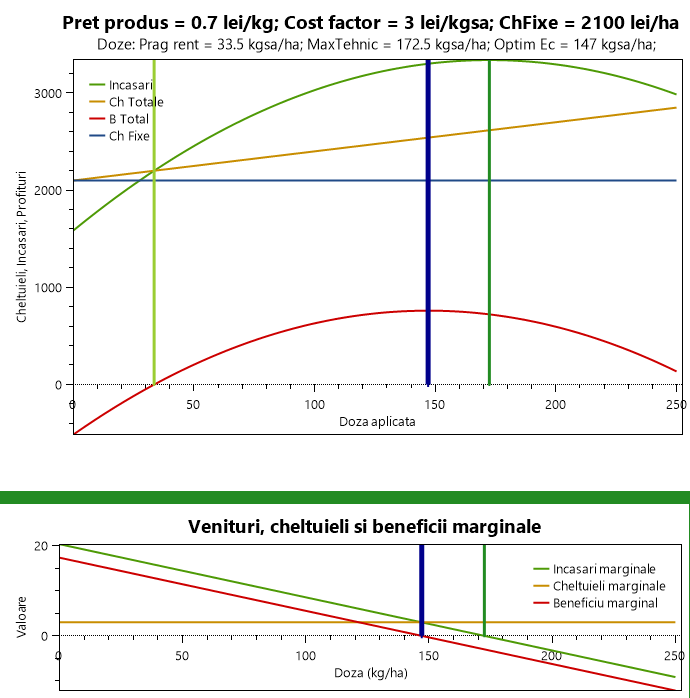 Pret produs = 0.7 lei/kg; Cost factor = 3 lei/kgsa; ChFixe = 2100 lei/ha
Doze: Prag rent = 33.5 kgsa/ha; MaxTehnic = 172.5 kgsa/ha; Optim Ec = 147 kgsa/ha;
Incasari
Ch Totale
B Total
Ch Fixe
3000
2000
1000
0
Cheltuieli, Incasari, Profituri
0 50 100 150 200 250
Doza aplicata
Venituri, cheltuieli si beneficii marginale
20
0
Valoare
Incasari marginale
Cheltuieli marginale
Beneficiu marginal
0 50 100 150 200 250
Doza (kg/ha)